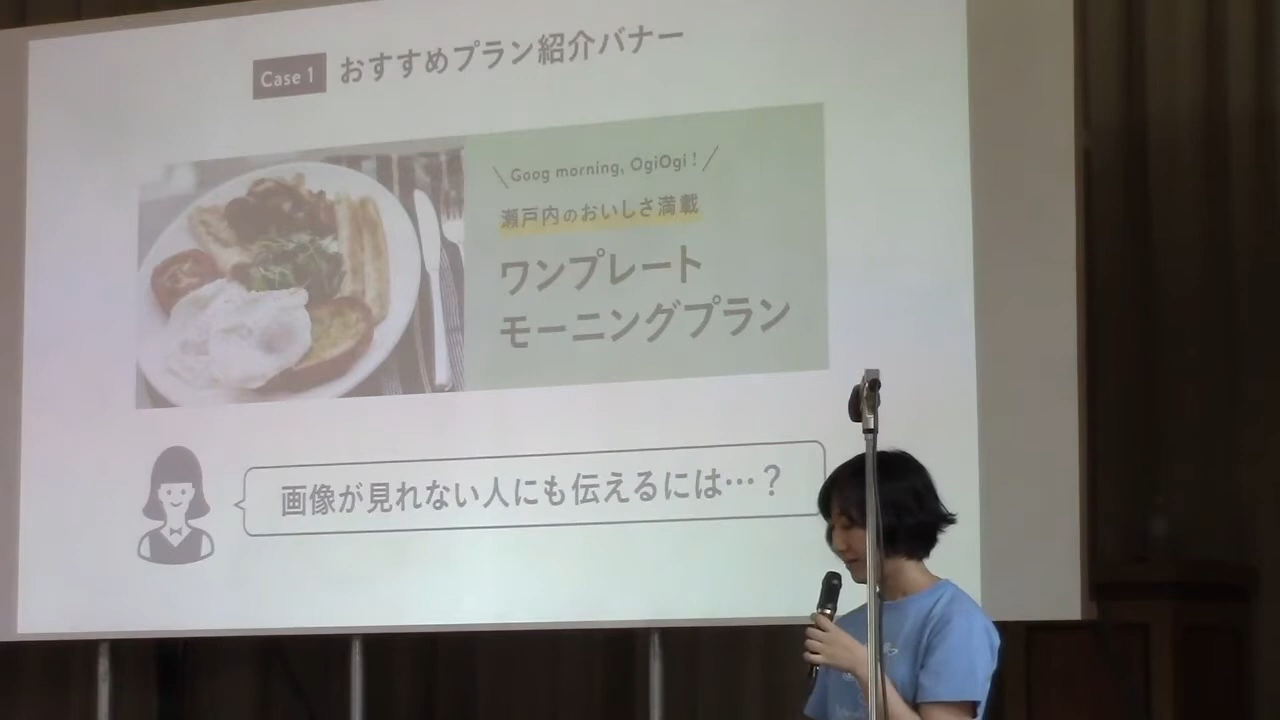 Case 1 おすすめプラン紹介バナー
Goog morning, OgiOgi !
瀬戸内のおいしさ満載
ワンプレート
モーニングプラン
画像が見れない人にも伝えるには…？